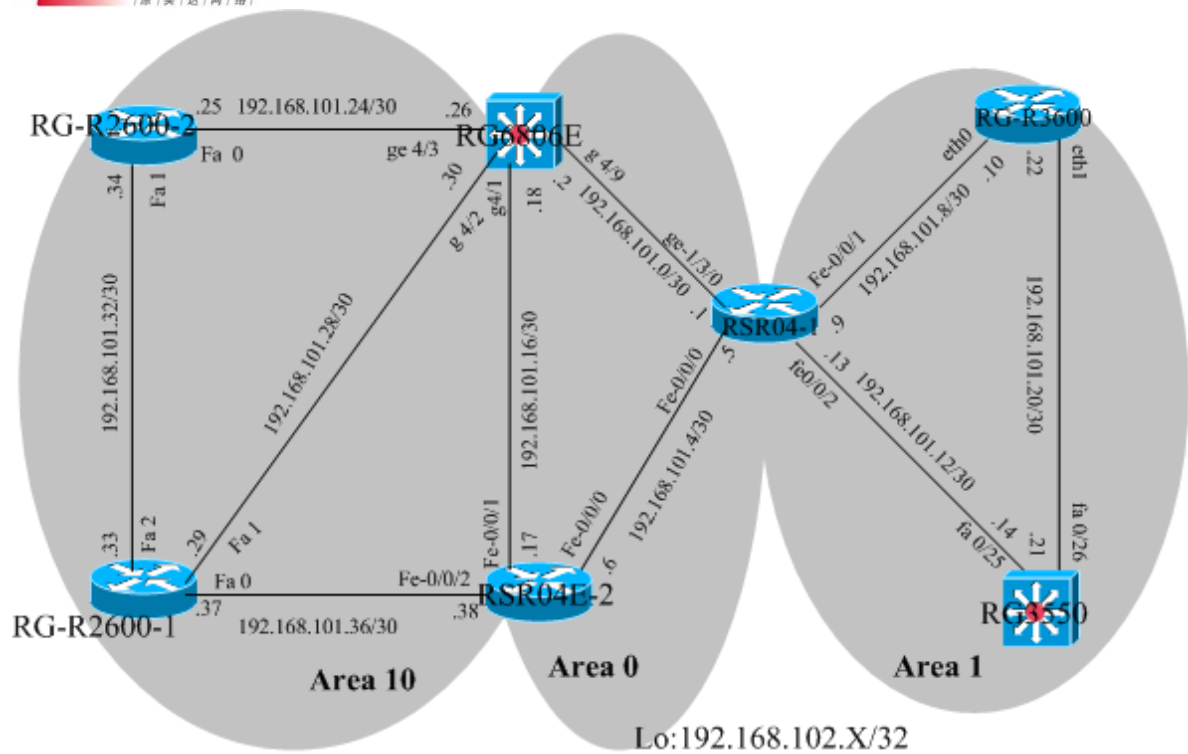 .25
192.168.101.24/30
.26
RG-R2600-2
RG6806E
RG-R3600
Fa 0
ge 4/3
.34
Fa 1
.30
g 4/2
g4/1
.18
.2
g 4/9
192.168.101.0/30
ge-1/3/0
.1
eth0
.10
.22
eth1
Fe-0/0/1
192.168.101.8/30
RSR04-1
.9
192.168.101.32/30
192.168.101.28/30
192.168.101.16/30
Fe-0/0/0
.5
192.168.101.4/30
.13
fe0/0/2
192.168.101.12/30
192.168.101.20/30
.33
Fa 2
.29
Fa 1
Fe-0/0/1
.17
Fe-0/0/0
.6
.14
fa 0/25
.21
fa 0/26
Fa 0
Fe-0/0/2
.37
192.168.101.36/30
.38
RG-R2600-1
RSR04E-2
RG3550
Area 10
Area 0
Area 1
Lo:192.168.102.X/32